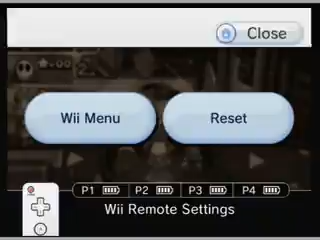 Close
Wii Menu
Reset
P1
P2
P3
P4
Wii Remote Settings